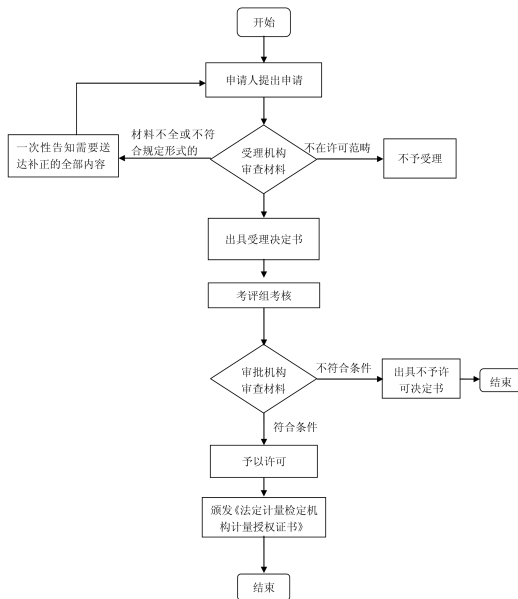 开始
申请人提出申请
材料不全或不符
合规定形式的
一次性告知需要送
达补正的全部内容
受理机构
审查材料
不在许可范畴
不予受理
出具受理决定书
考评组考核
审批机构
审查材料
不符合条件
出具不予许
可决定书
结束
符合条件
予以许可
颁发《法定计量检定机
构计量授权证书》
结束